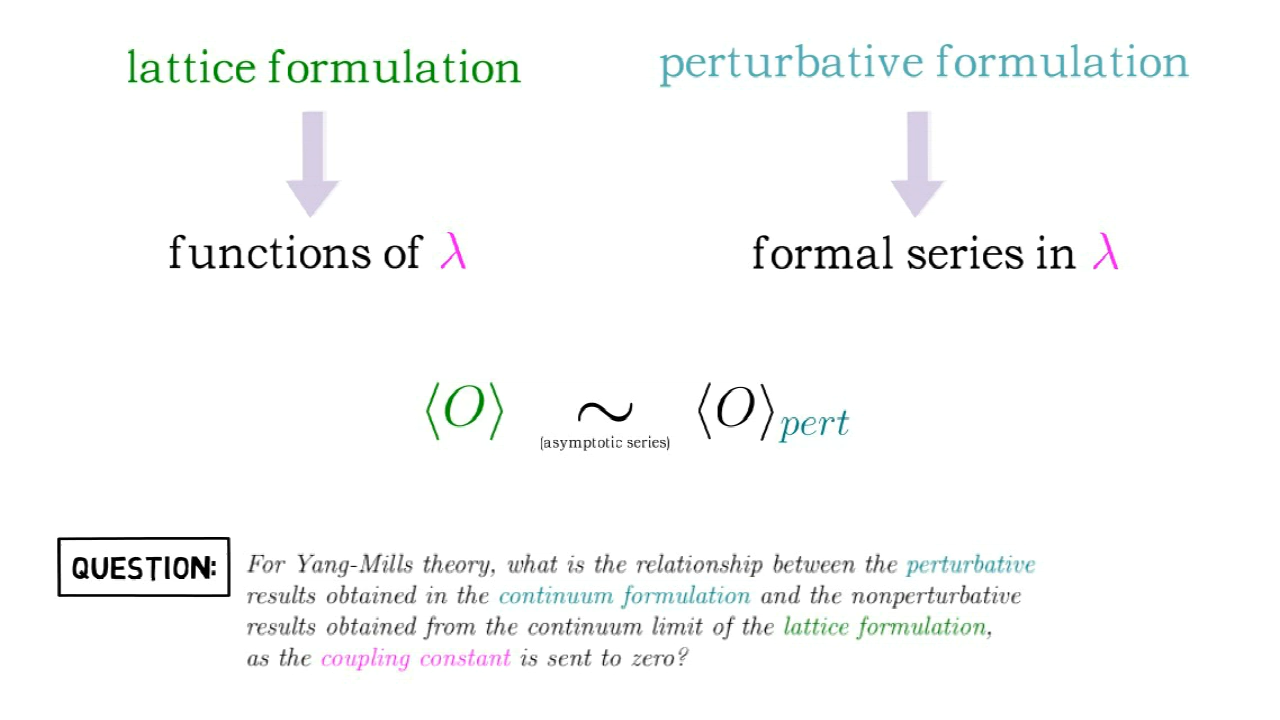 lattice formulation
perturbative formulation
functions of λ
formal series in λ
⟨O⟩ ∼ ⟨O⟩pert
(asymptotic series)
QUESTION: For Yang-Mills theory, what is the relationship between the perturbative
results obtained in the continuum formulation and the nonperturbative
results obtained from the continuum limit of the lattice formulation,
as the coupling constant is sent to zero?